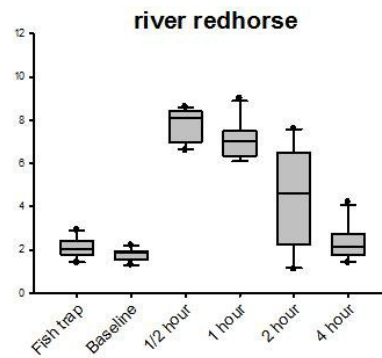 river redhorse
12
10
8
6
4
2
0
Fish trap
Baseline
1/2 hour
1 hour
2 hour
4 hour